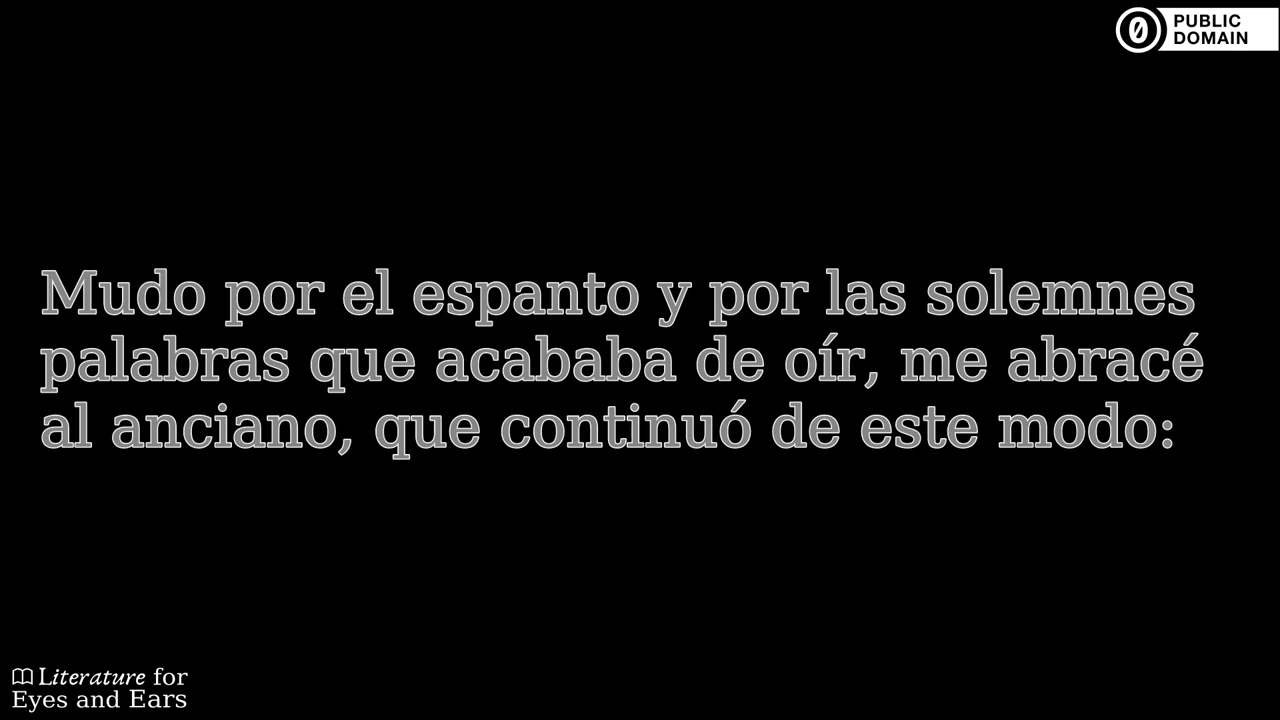 PUBLIC
DOMAIN
Mudo por el espanto y por las solemnes
palabras que acababa de oír, me abracé
al anciano, que continuó de este modo:
Literature for
Eyes and Ears